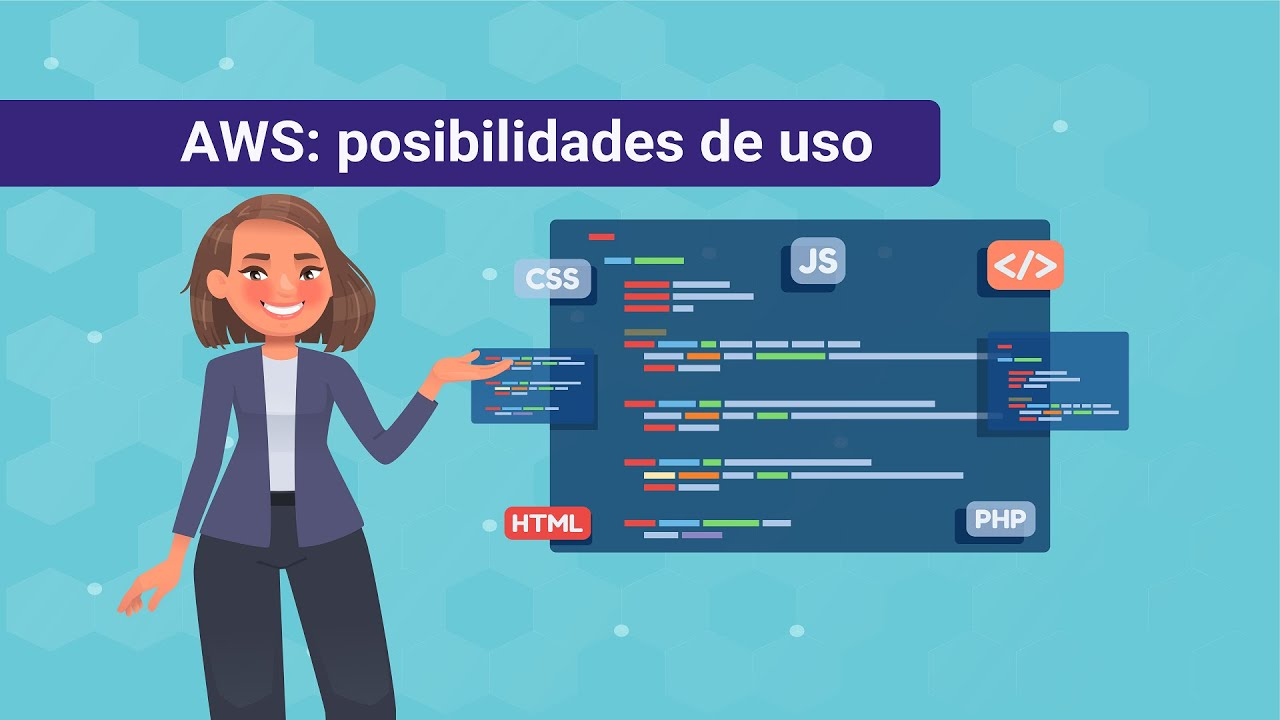 AWS: posibilidades de uso
CSS
JS
</>
HTML
PHP